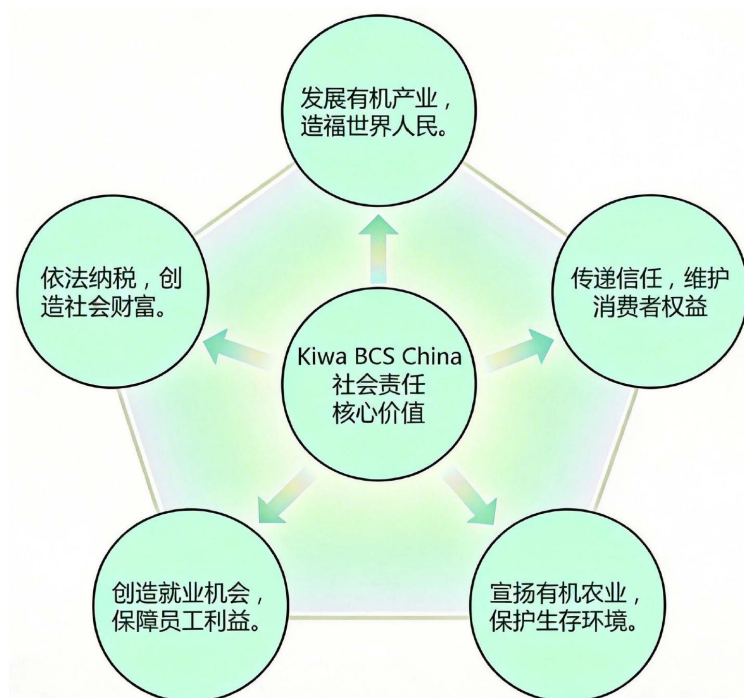 发展有机产业，
造福世界人民。
依法纳税，创
造社会财富。
传递信任，维护
消费者权益
Kiwa BCS China
社会责任
核心价值
创造就业机会，
保障员工利益。
宣扬有机农业，
保护生存环境。